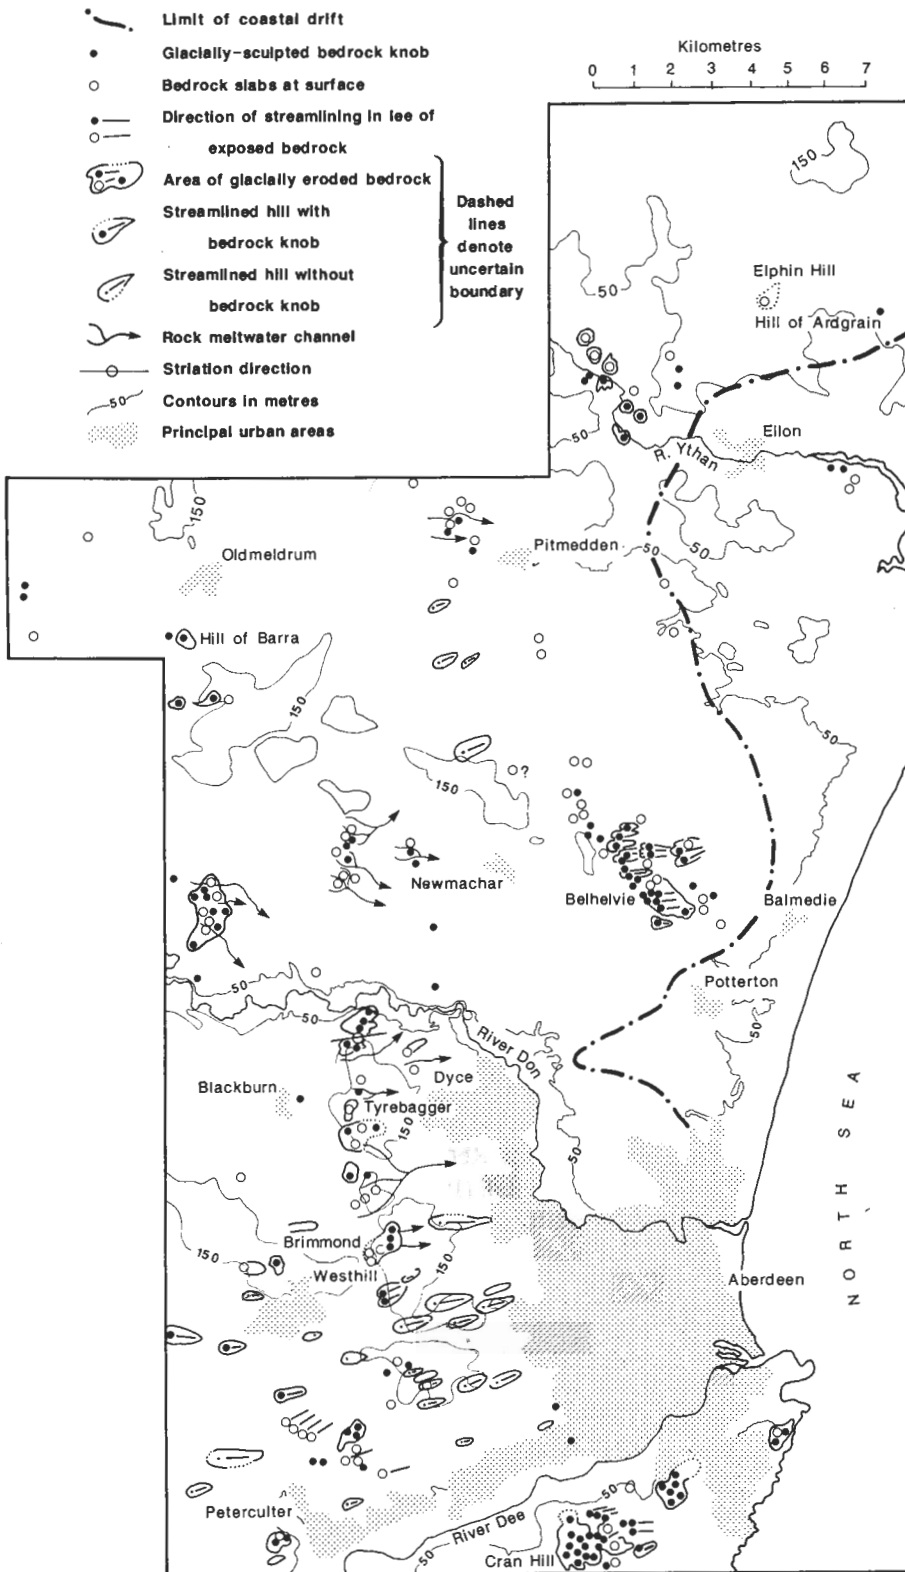 Limit of coastal drift
Glacially-sculpted bedrock knob
Bedrock slabs at surface
Direction of streamlining in lee of
exposed bedrock
Area of glacially eroded bedrock
Streamlined hill with
bedrock knob
Streamlined hill without
bedrock knob
Rock meltwater channel
Striation direction
50
Contours in metres
Principal urban areas
Dashed
lines
denote
uncertain
boundary
Kilometres
0 1 2 3 4 5 6 7
150
50
Elphin Hill
Hill of Ardgrain
50
Ellon
R. Ythan
150
Oldmeldrum
Pitmedden
50
50
Hill of Barra
150
50
150
?
Newmachar
Belhelvie
Balmedie
50
50
Potterton
River Don
50
Blackburn
Dyce
Tyrebagger
150
50
NORTH SEA
150
Brimmond
Westhill
150
Aberdeen
Peterculter
50
River Dee
50
Cran Hill